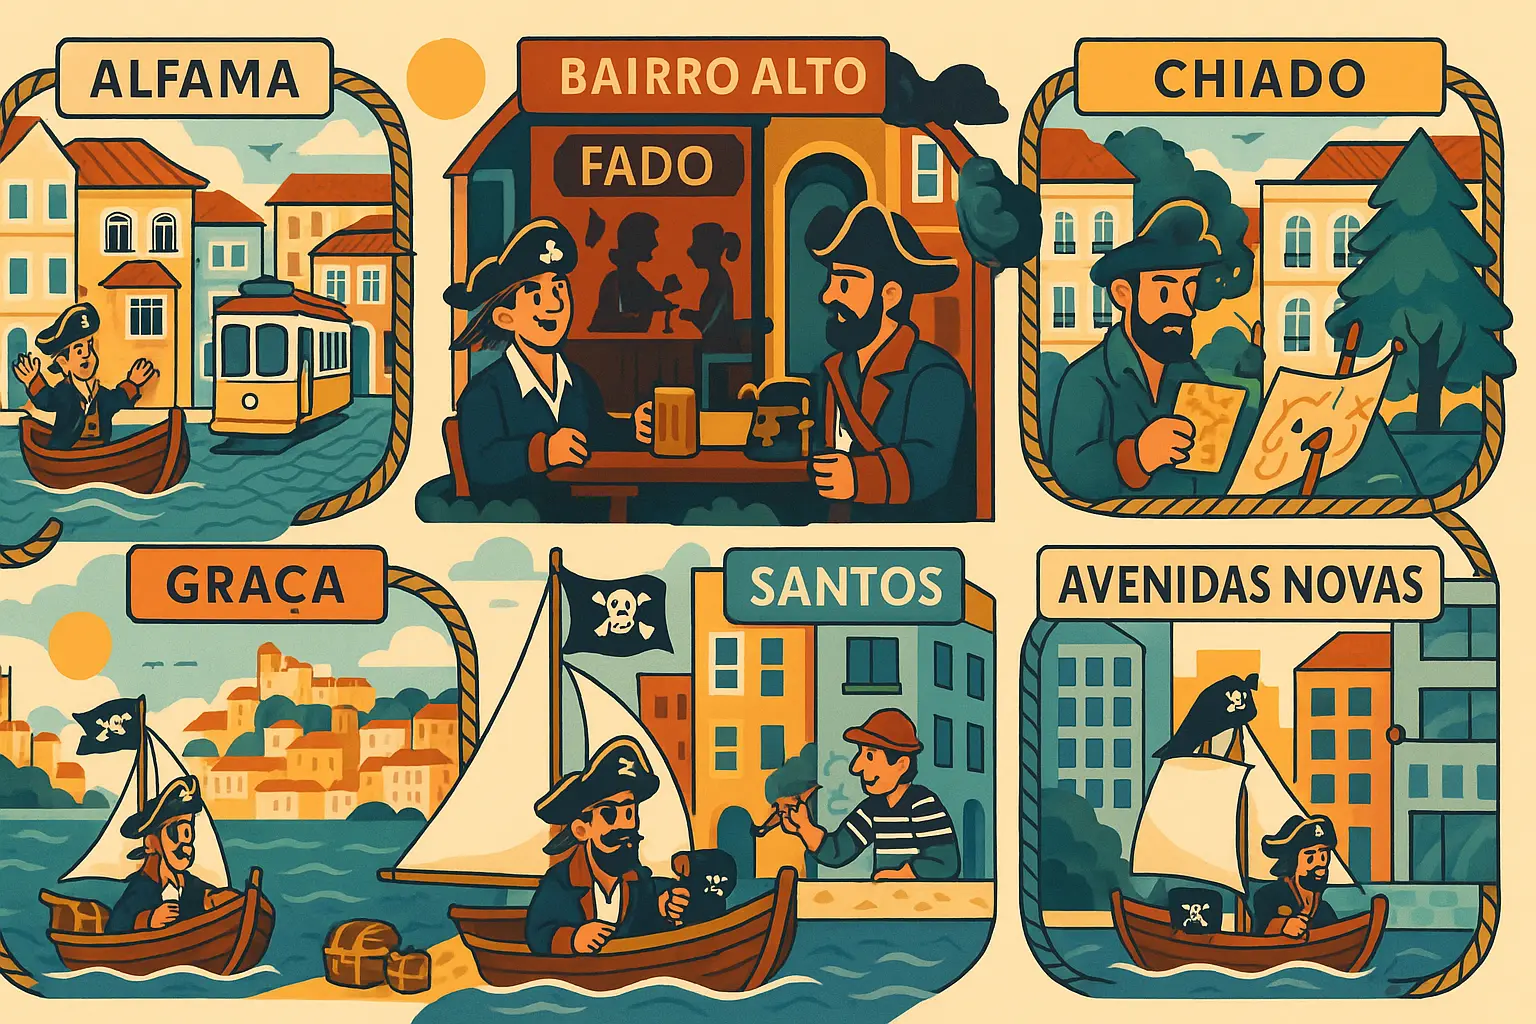 ALFAMA
BAIRRO ALTO
FADO
CHIADO
GRAÇA
SANTOS
AVENIDAS NOVAS